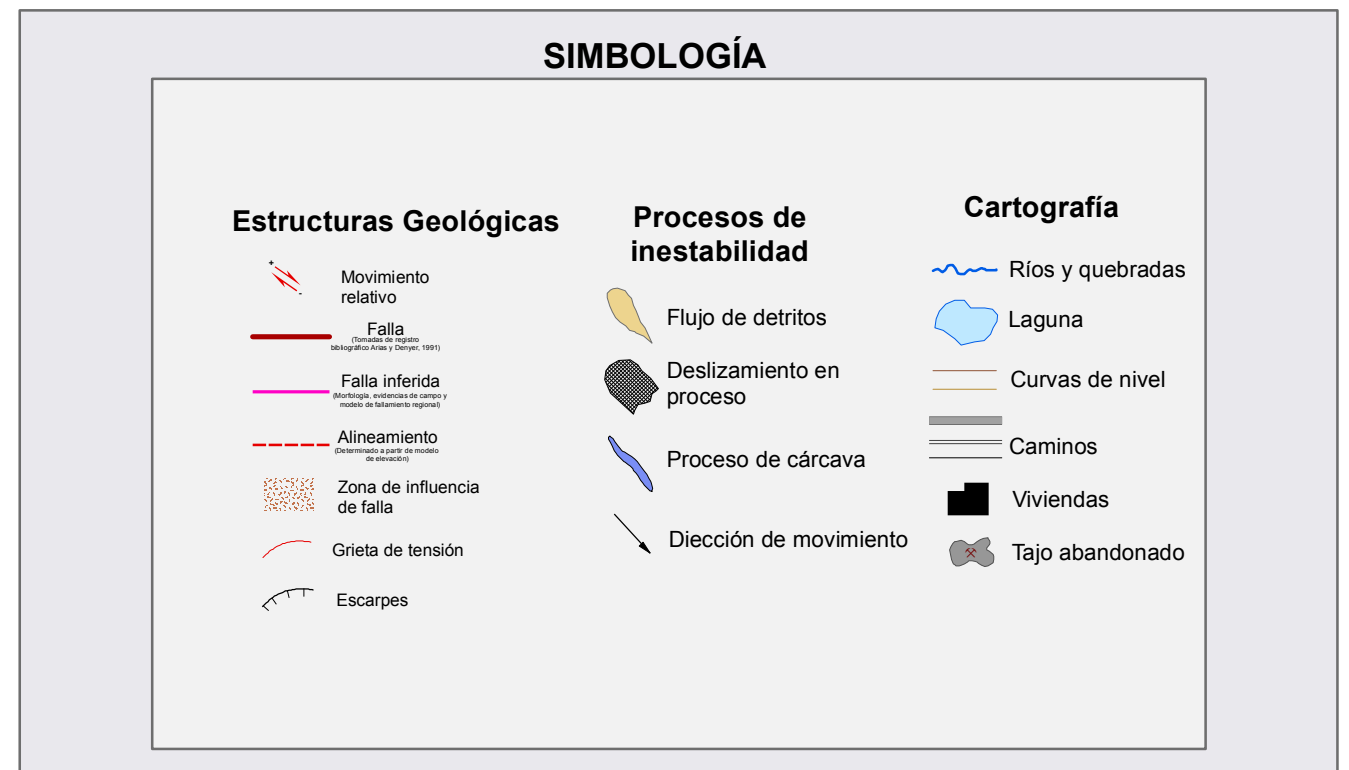 SIMBOLOGÍA
Estructuras Geológicas
+
-
Movimiento
relativo
Falla
(Tomadas de registro
bibliográfico Arias y Denyer, 1991)
Falla inferida
(Morfología, evidencias de campo y
modelo de fallamiento regional)
Alineamiento
(Determinado a partir de modelo
de elevación)
Zona de influencia
de falla
Grieta de tensión
Escarpes
Procesos de
inestabilidad
Flujo de detritos
Deslizamiento en
proceso
Proceso de cárcava
Diección de movimiento
Cartografía
Ríos y quebradas
Laguna
Curvas de nivel
Caminos
Viviendas
Tajo abandonado